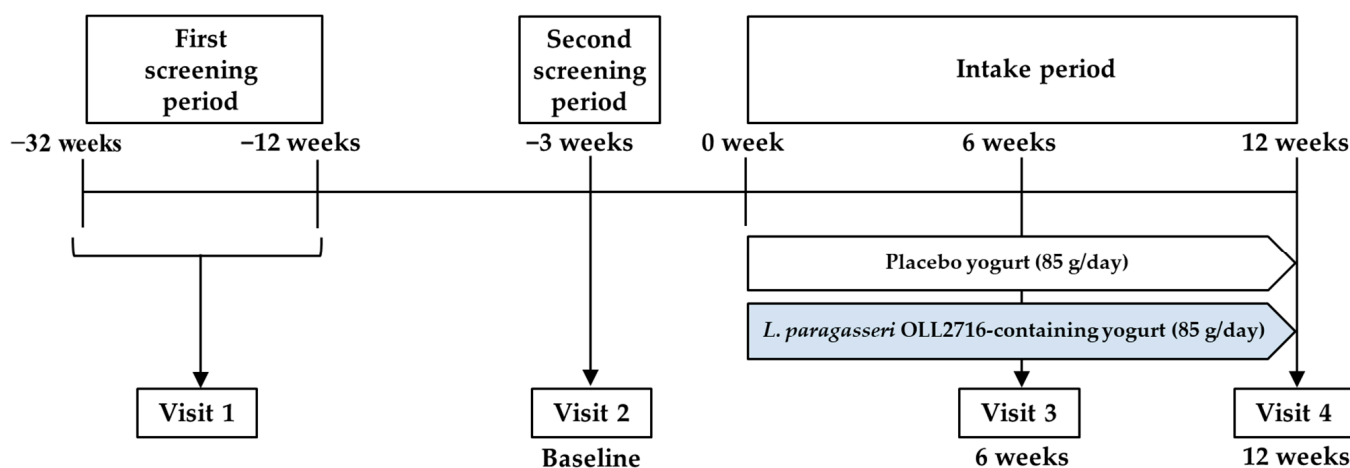 First
screening
period
Second
screening
period
Intake period
−32 weeks
−12 weeks
−3 weeks
0 week
6 weeks
12 weeks
Placebo yogurt (85 g/day)
L. paragasseri OLL2716-containing yogurt (85 g/day)
Visit 1
Visit 2
Visit 3
Visit 4
Baseline
6 weeks
12 weeks